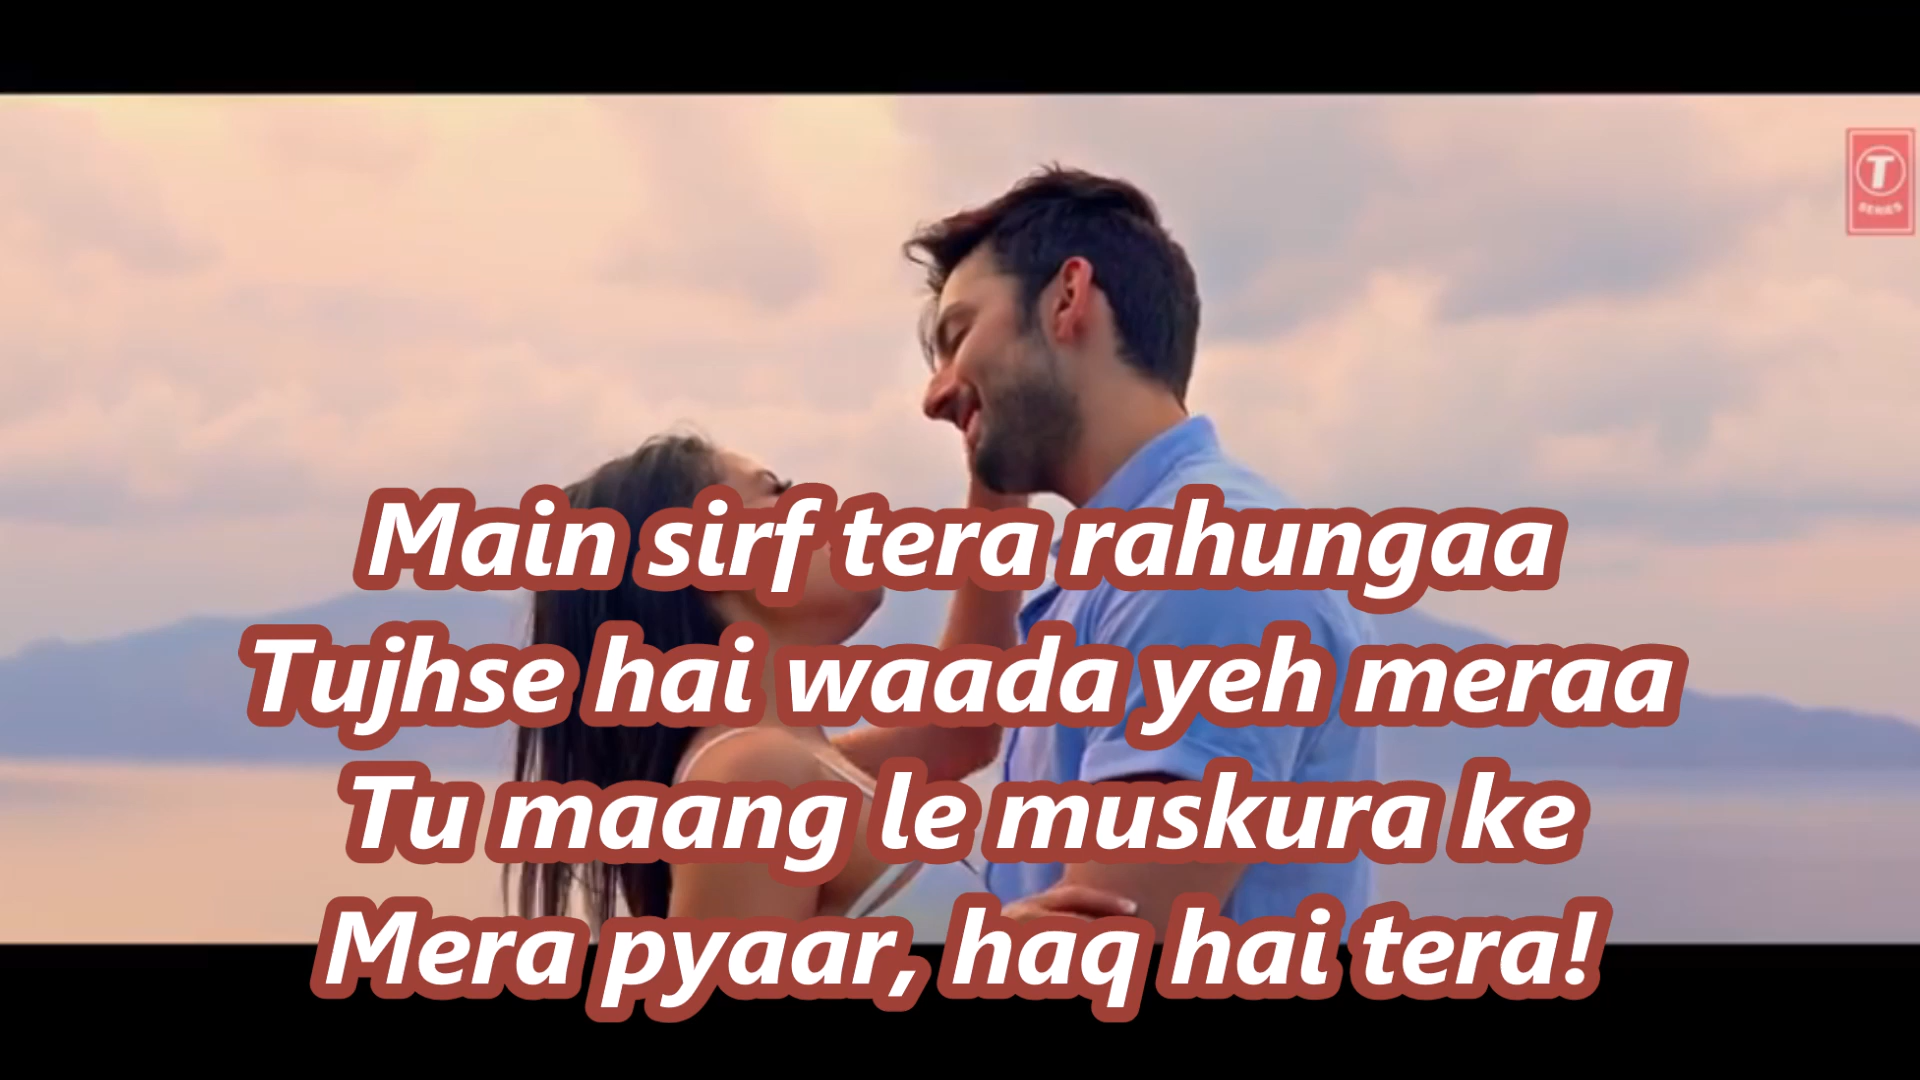 T
SERIES
Main sirf tera rahungaa
Tujhse hai waada yeh meraa
Tu maang le muskura ke
Mera pyaar, haq hai tera!